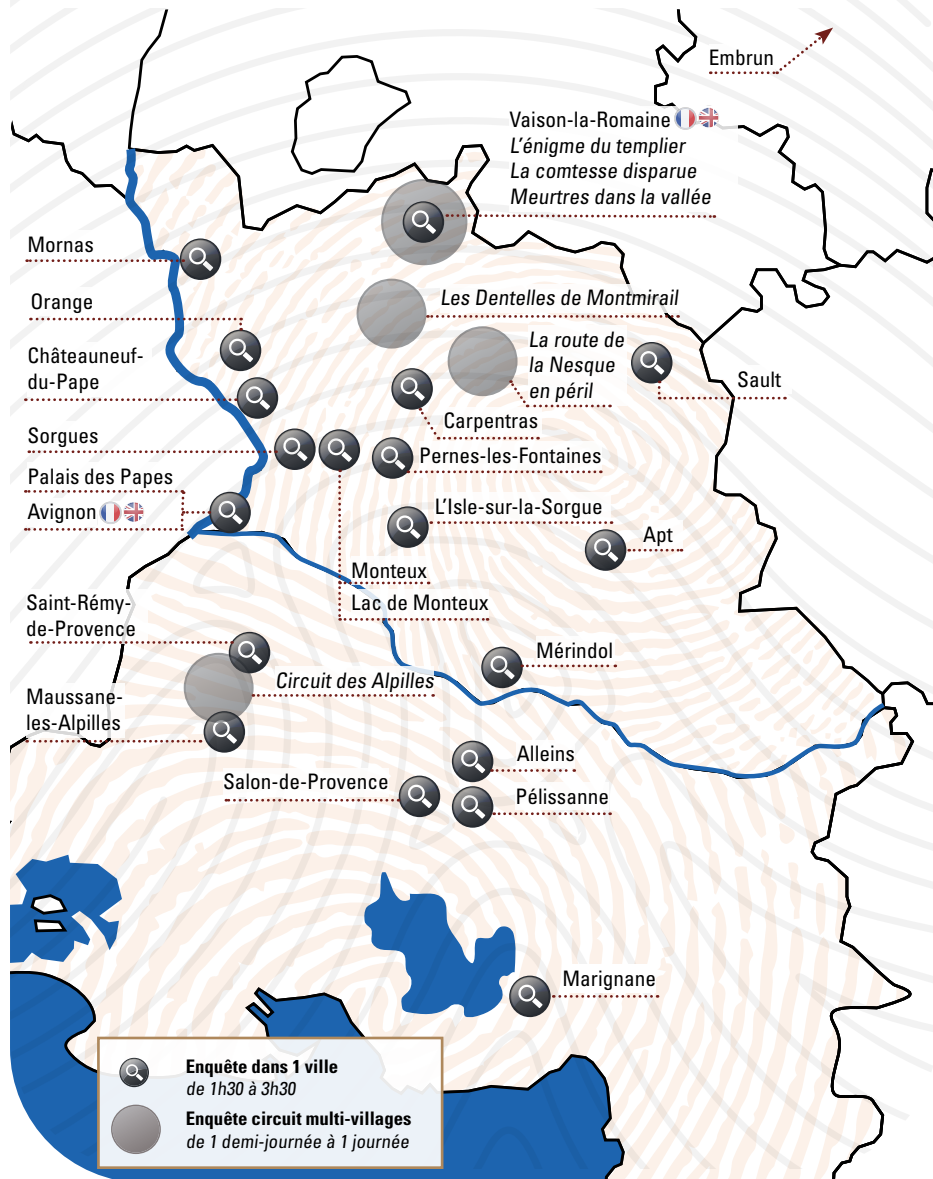 Embrun
Vaison-la-Romaine
L'énigme du templier
La comtesse disparue
Meurtres dans la vallée
Mornas
Orange
Les Dentelles de Montmirail
La route de
la Nesque
en péril
Châteauneuf-
du-Pape
Sault
Carpentras
Sorgues
Pernes-les-Fontaines
Palais des Papes
Avignon
L'Isle-sur-la-Sorgue
Apt
Monteux
Lac de Monteux
Saint-Rémy-
de-Provence
Mérindol
Circuit des Alpilles
Maussane-
les-Alpilles
Alleins
Salon-de-Provence
Pélissanne
Marignane
Enquête dans 1 ville
de 1h30 à 3h30
Enquête circuit multi-villages
de 1 demi-journée à 1 journée